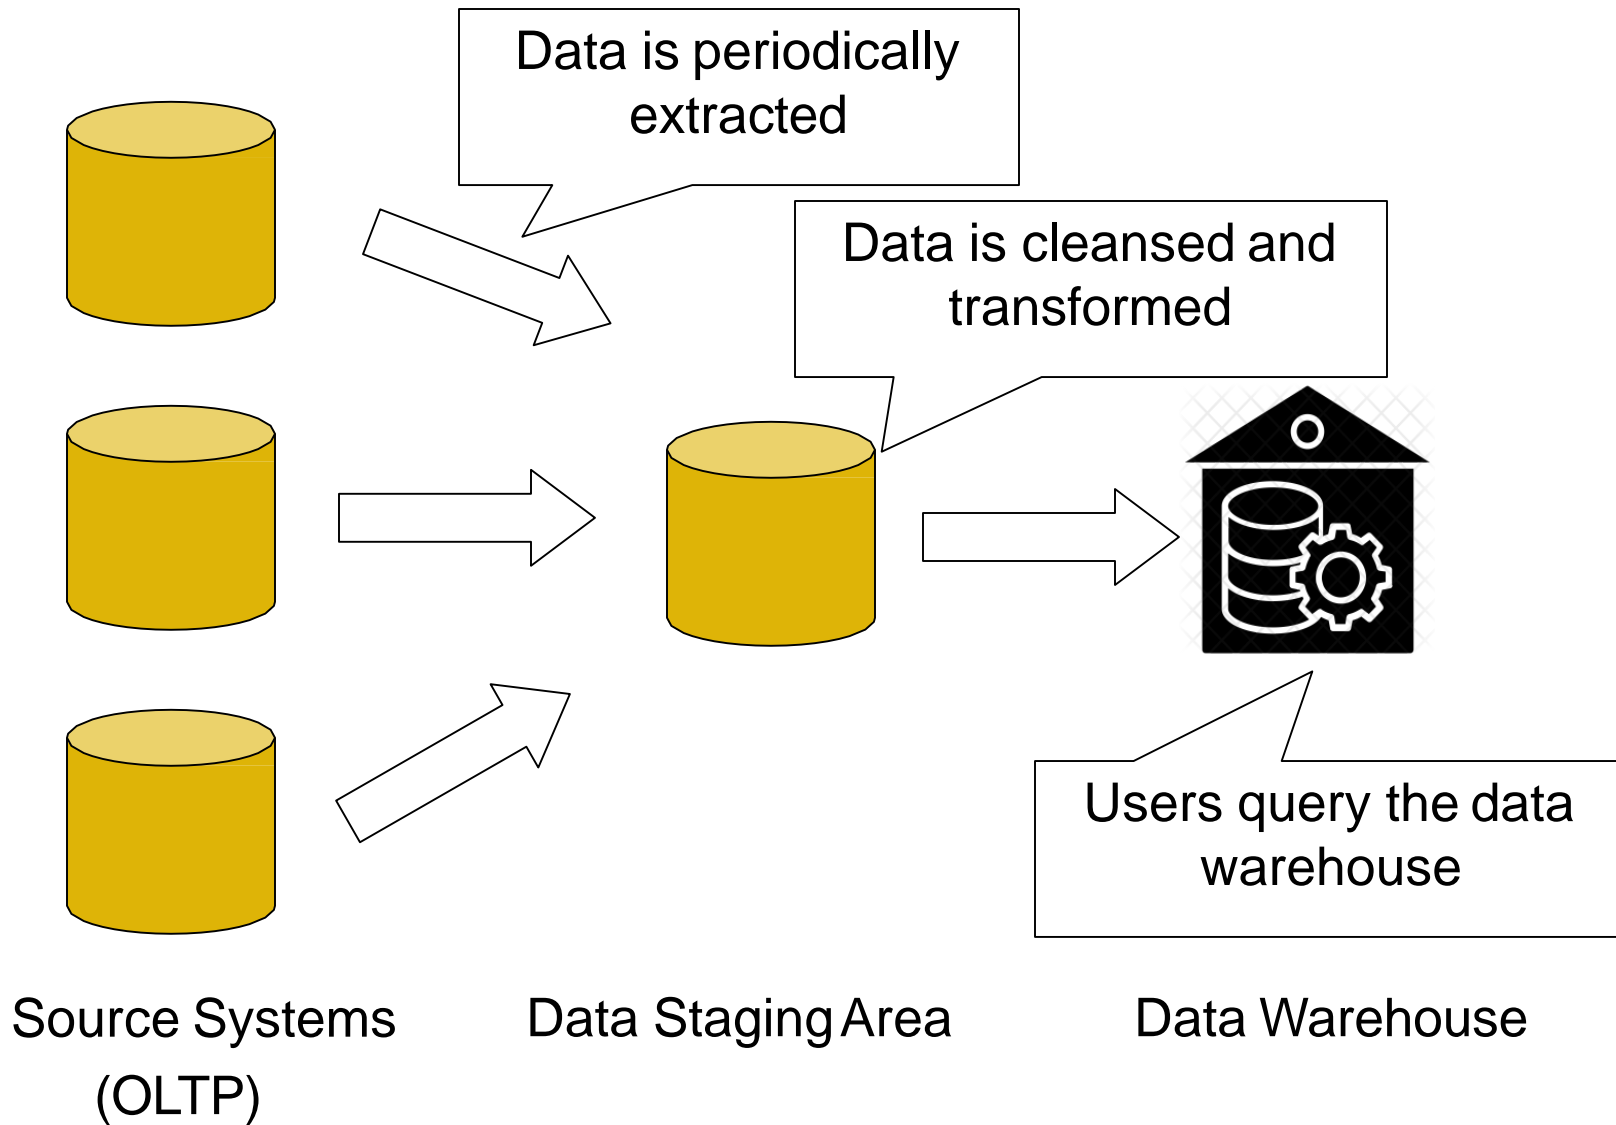 Data is periodically
extracted
Data is cleansed and
transformed
Users query the data
warehouse
Source Systems
(OLTP)
Data Staging Area
Data Warehouse